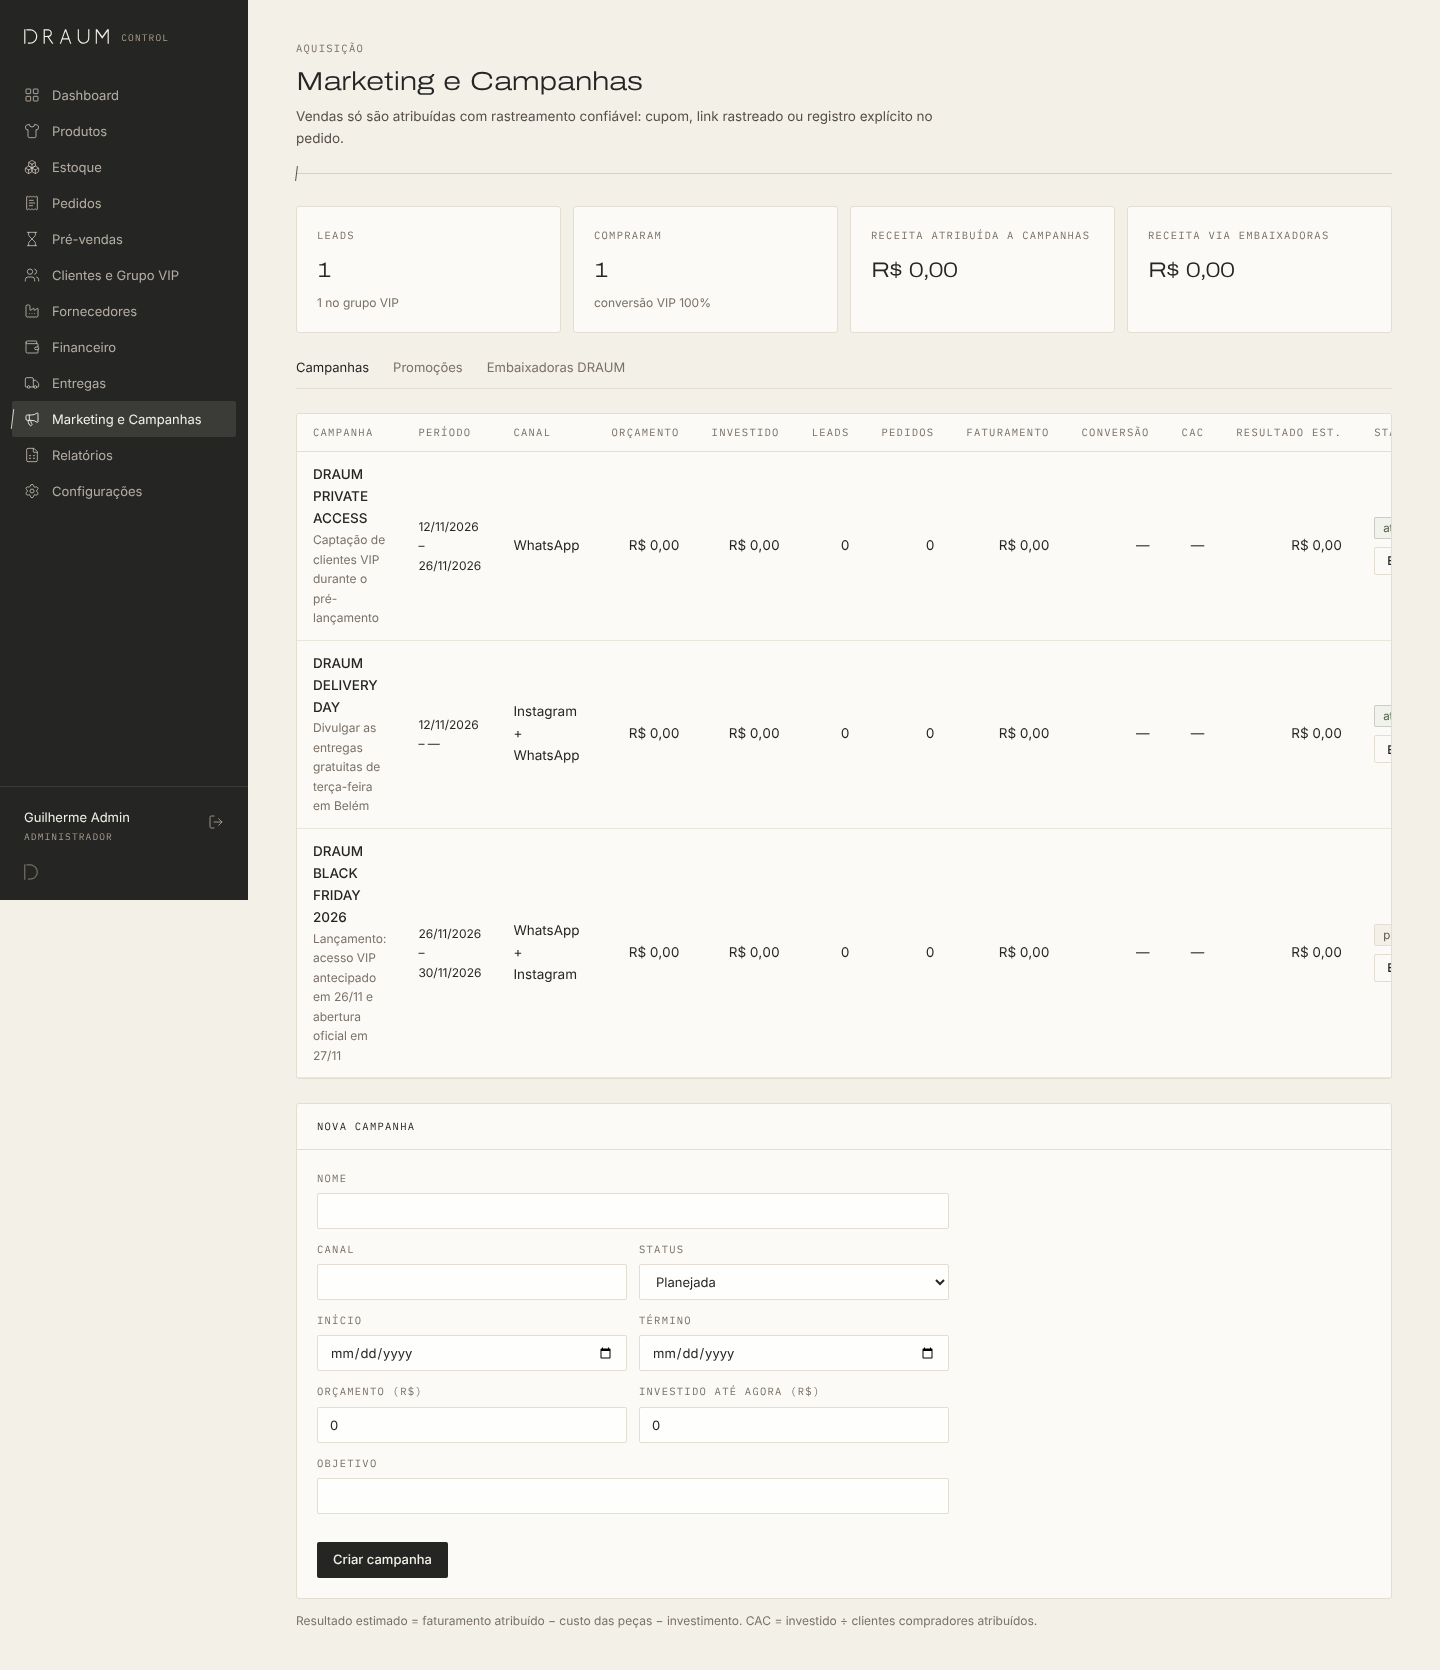 DRAUM CONTROL
Dashboard
Produtos
Estoque
Pedidos
Pré-vendas
Clientes e Grupo VIP
Fornecedores
Financeiro
Entregas
Marketing e Campanhas
Relatórios
Configurações
Guilherme Admin
ADMINISTRADOR
D
AQUISIÇÃO
Marketing e Campanhas
Vendas só são atribuídas com rastreamento confiável: cupom, link rastreado ou registro explícito no
pedido.
LEADS
1
1 no grupo VIP
COMPRARAM
1
conversão VIP 100%
RECEITA ATRIBUÍDA A CAMPANHAS
R$ 0,00
RECEITA VIA EMBAIXADORAS
R$ 0,00
Campanhas Promoções Embaixadoras DRAUM
CAMPANHA PERÍODO CANAL ORÇAMENTO INVESTIDO LEADS PEDIDOS FATURAMENTO CONVERSÃO CAC RESULTADO EST.
DRAUM
PRIVATE
ACCESS
Captação de
clientes VIP
durante o
pré-
lançamento
12/11/2026
–
26/11/2026
WhatsApp
R$ 0,00 R$ 0,00 0 0 R$ 0,00 — — R$ 0,00
DRAUM
DELIVERY
DAY
Divulgar as
entregas
gratuitas de
terça-feira
em Belém
12/11/2026
– —
Instagram
+
WhatsApp
R$ 0,00 R$ 0,00 0 0 R$ 0,00 — — R$ 0,00
DRAUM
BLACK
FRIDAY
2026
Lançamento:
acesso VIP
antecipado
em 26/11 e
abertura
oficial em
27/11
26/11/2026
–
30/11/2026
WhatsApp
+
Instagram
R$ 0,00 R$ 0,00 0 0 R$ 0,00 — — R$ 0,00
NOVA CAMPANHA
NOME
CANAL
STATUS
Planejada
INÍCIO
TÉRMINO
mm/dd/yyyy
mm/dd/yyyy
ORÇAMENTO (R$)
INVESTIDO ATÉ AGORA (R$)
0
0
OBJETIVO
Criar campanha
Resultado estimado = faturamento atribuído – custo das peças – investimento. CAC = investido ÷ clientes compradores atribuídos.